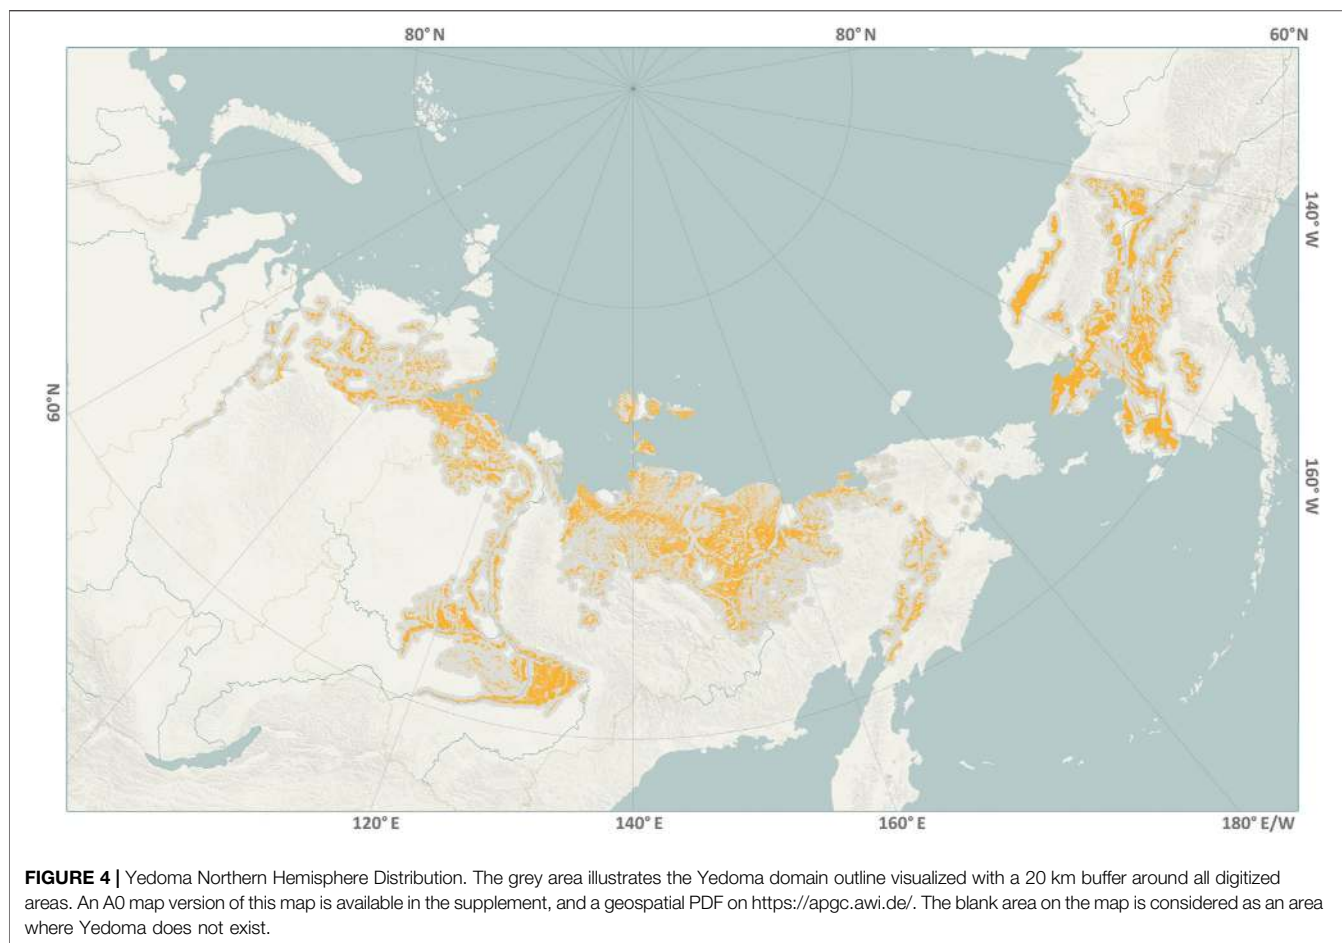 80° N
80° N
60° N
140° W
60° N
160° W
120° E
140° E
160° E
180° E/W
FIGURE 4 | Yedoma Northern Hemisphere Distribution. The grey area illustrates the Yedoma domain outline visualized with a 20 km buffer around all digitized
areas. An A0 map version of this map is available in the supplement, and a geospatial PDF on https://apgc.awi.de/. The blank area on the map is considered as an area
where Yedoma does not exist.